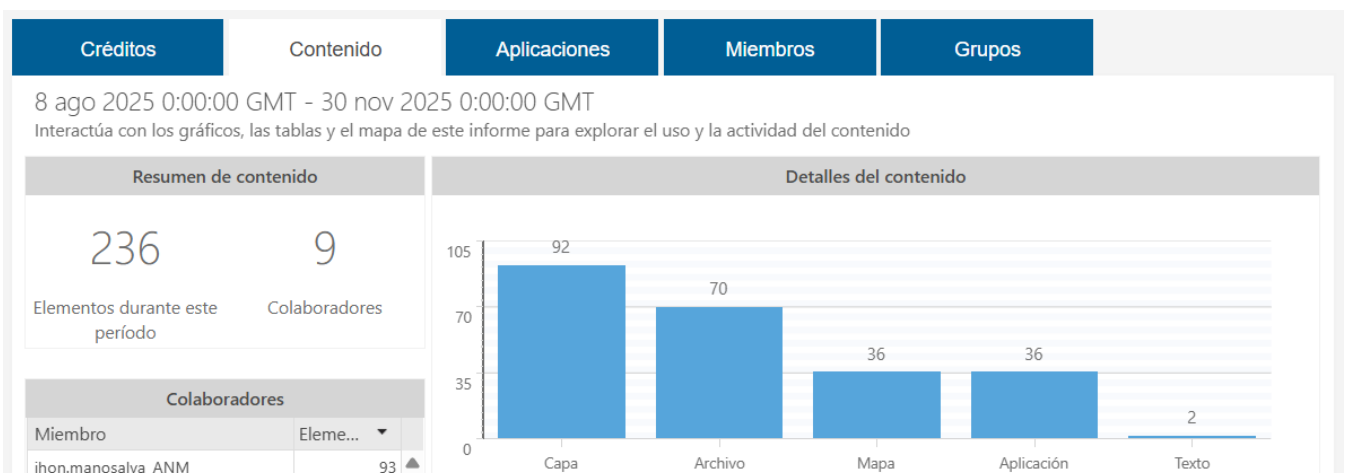 Créditos Contenido Aplicaciones Miembros Grupos
8 ago 2025 0:00:00 GMT - 30 nov 2025 0:00:00 GMT
Interactúa con los gráficos, las tablas y el mapa de este informe para explorar el uso y la actividad del contenido
Resumen de contenido
236 9
Elementos durante este Colaboradores
período
Colaboradores
Miembro Eleme...
jhon.manosalva_ANM 93
Detalles del contenido
105
70
35
0
92
70
36
36
2
Capa Archivo Mapa Aplicación Texto